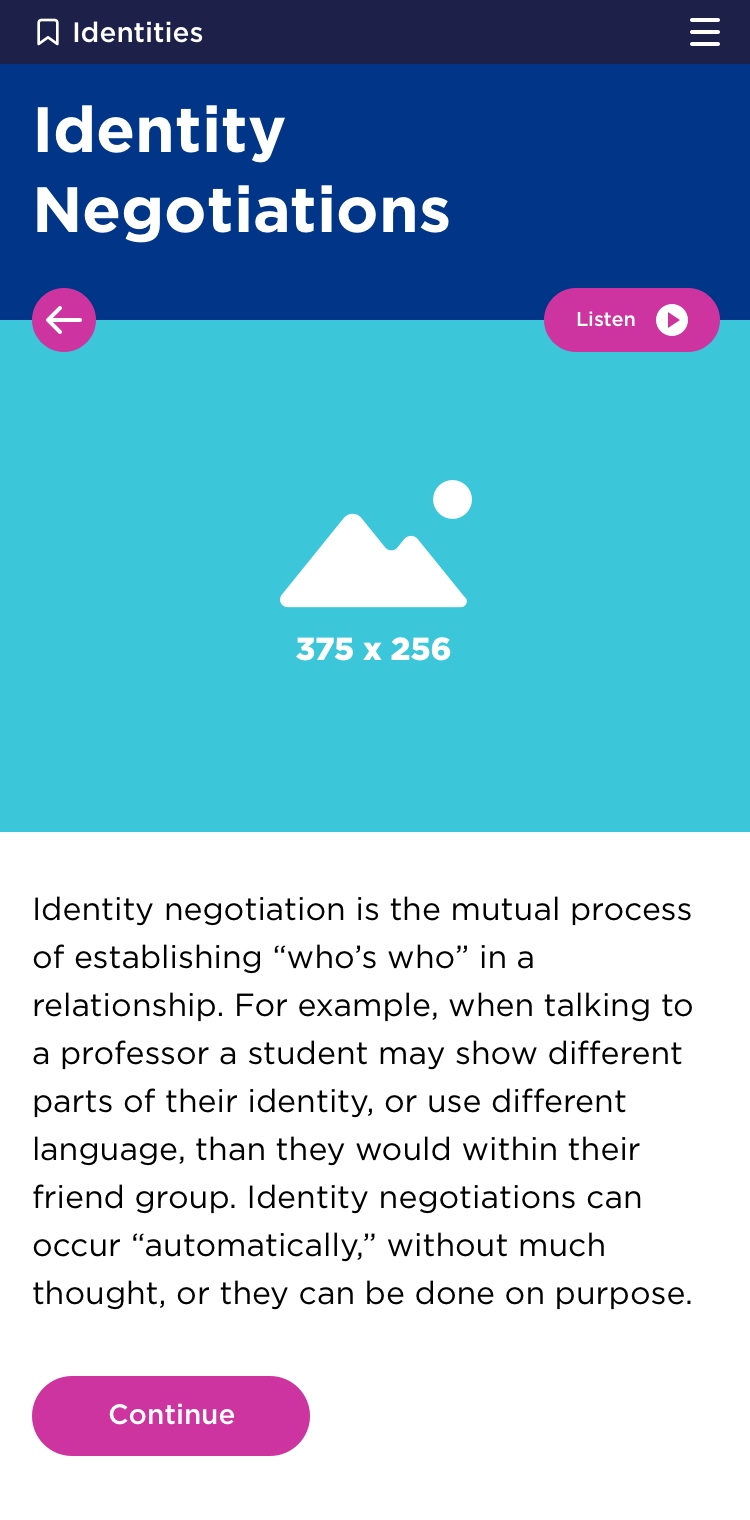 Identities
Identity
Negotiations
Listen
375 x 256
Identity negotiation is the mutual process
of establishing “who’s who” in a
relationship. For example, when talking to
a professor a student may show different
parts of their identity, or use different
language, than they would within their
friend group. Identity negotiations can
occur “automatically,” without much
thought, or they can be done on purpose.
Continue